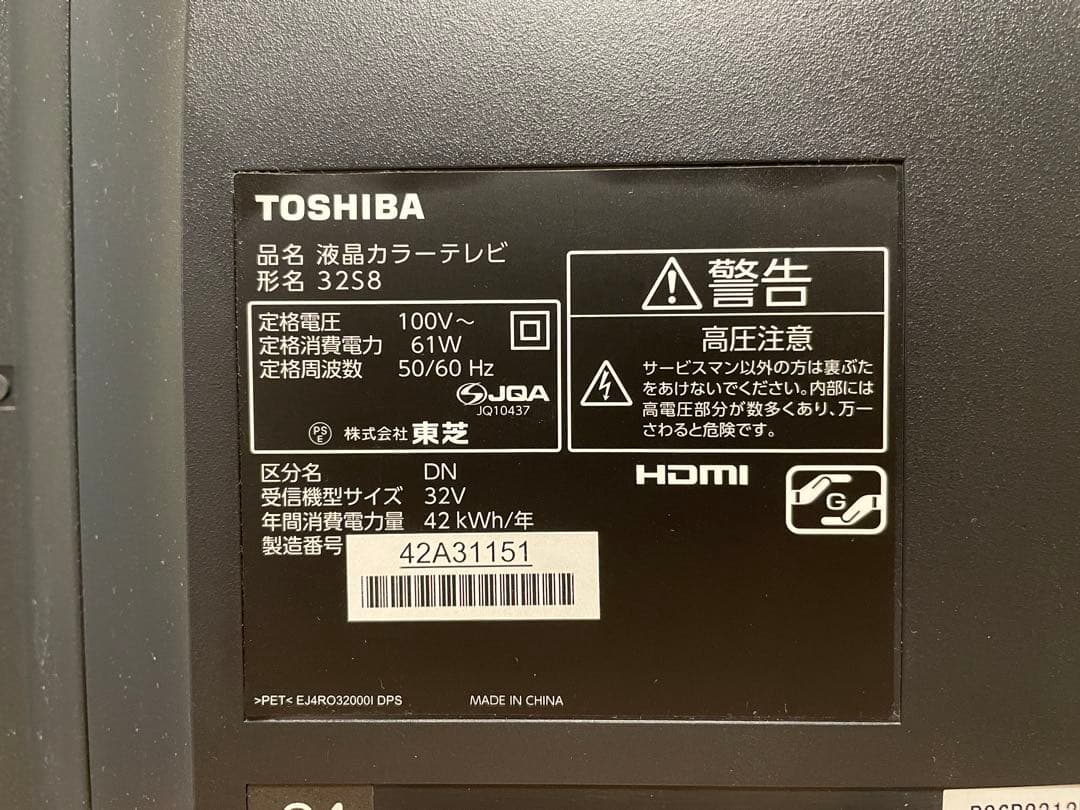 TOSHIBA
品名 液晶カラーテレビ
形名 32S8
定格電圧 100V～
定格消費電力 61W
定格周波数 50/60 Hz
JQA
JQ10437
PSE 株式会社 東芝
警告
高圧注意
サービスマン以外の方は裏ぶた
をあけないでください。内部には
高電圧部分が数多くあり、万一
さわると危険です。
区分名 DN
受信機型サイズ 32V
年間消費電力量 42 kWh/年
製造番号 42A31151
HDMI
G
>PET< EJ4RO32000I DPS MADE IN CHINA